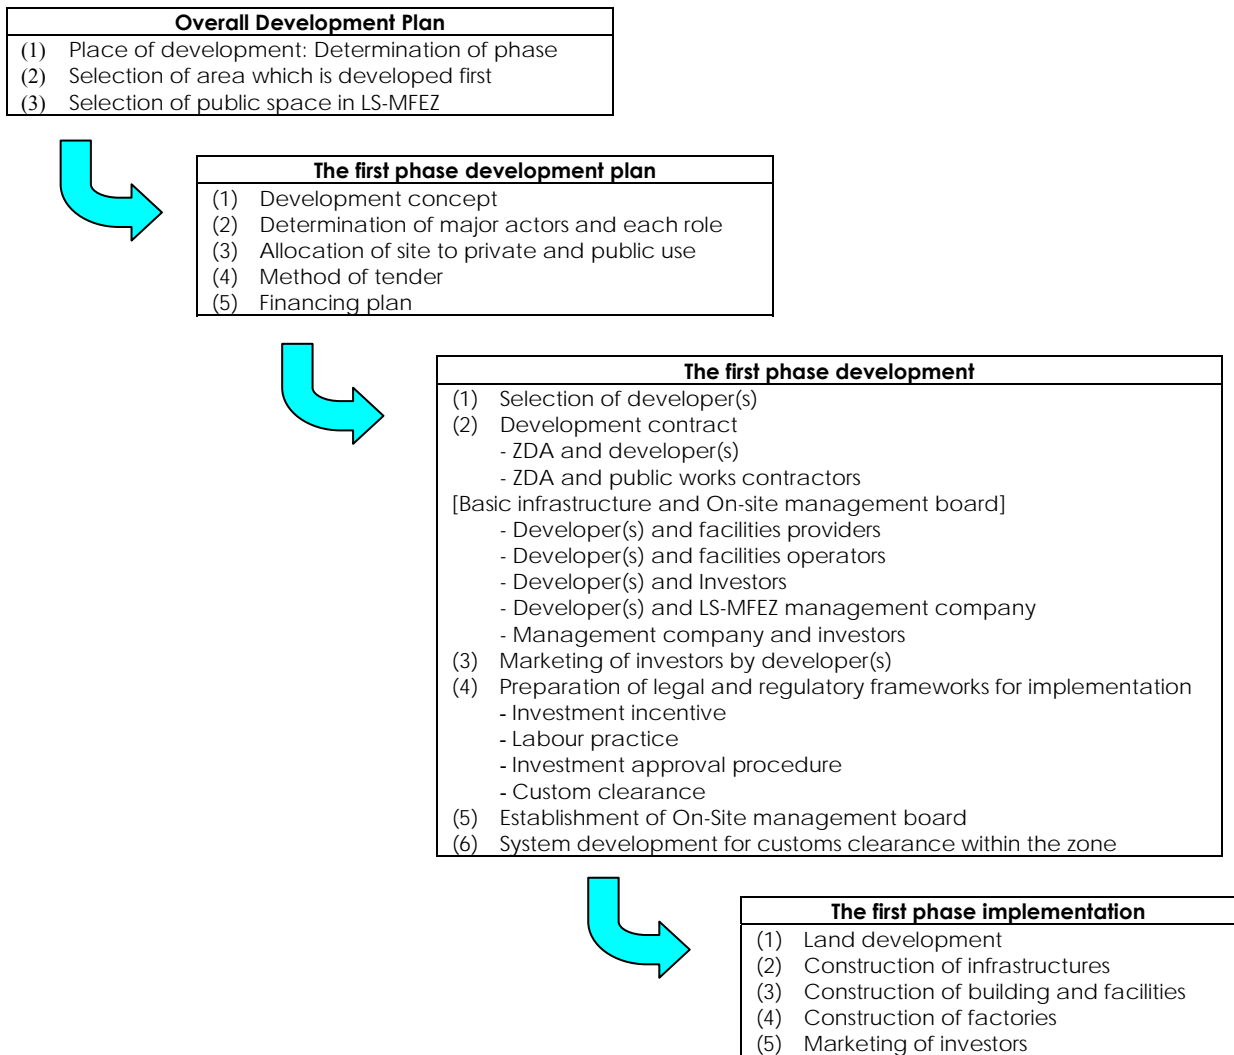 Overall Development Plan
(1) Place of development: Determination of phase
(2) Selection of area which is developed first
(3) Selection of public space in LS-MFEZ
The first phase development plan
(1) Development concept
(2) Determination of major actors and each role
(3) Allocation of site to private and public use
(4) Method of tender
(5) Financing plan
The first phase development
(1) Selection of developer(s)
(2) Development contract
- ZDA and developer(s)
- ZDA and public works contractors
[Basic infrastructure and On-site management board]
- Developer(s) and facilities providers
- Developer(s) and facilities operators
- Developer(s) and Investors
- Developer(s) and LS-MFEZ management company
- Management company and investors
(3) Marketing of investors by developer(s)
(4) Preparation of legal and regulatory frameworks for implementation
- Investment incentive
- Labour practice
- Investment approval procedure
- Custom clearance
(5) Establishment of On-Site management board
(6) System development for customs clearance within the zone
The first phase implementation
(1) Land development
(2) Construction of infrastructures
(3) Construction of building and facilities
(4) Construction of factories
(5) Marketing of investors